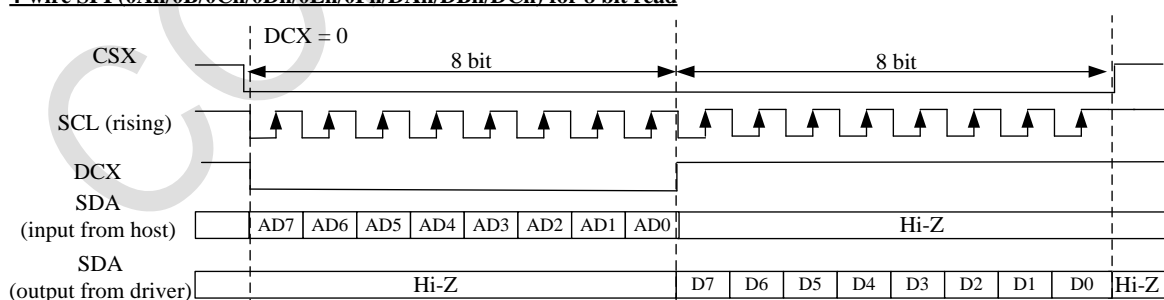 4-wire SPI (0Ah/0B/0Ch/0Dh/0Eh/0Fh/DAh/DBh/DCh) for 8-bit read
DCX = 0
CSX
8 bit
8 bit
SCL (rising)
DCX
SDA
(input from host)
AD7 AD6 AD5 AD4 AD3 AD2 AD1 AD0
Hi-Z
SDA
(output from driver)
Hi-Z
D7 D6 D5 D4 D3 D2 D1 D0
Hi-Z